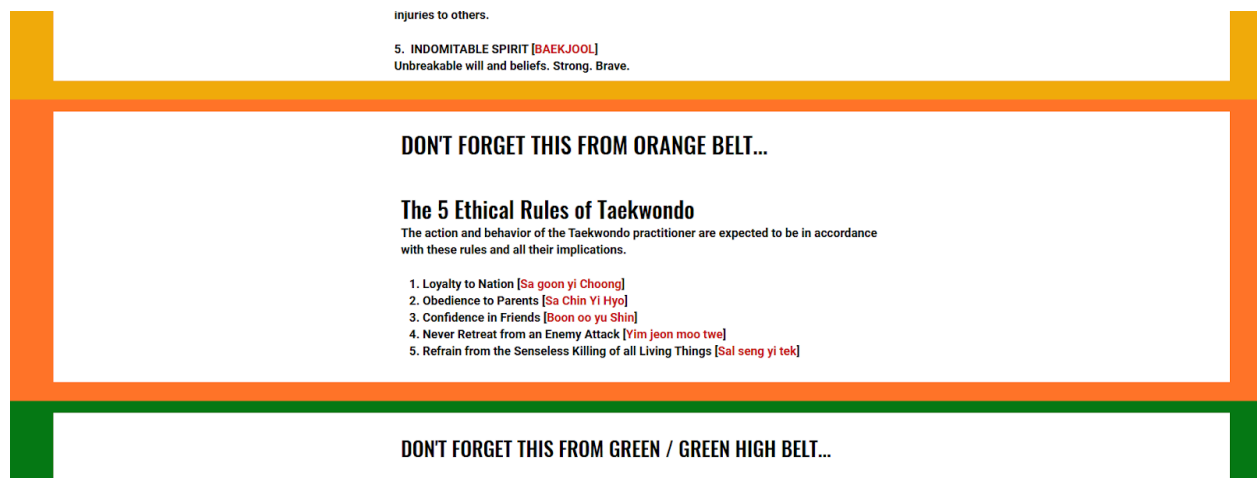 injuries to others.
5.  INDOMITABLE SPIRIT [BAEKJOOL]
Unbreakable will and beliefs. Strong. Brave.
DON'T FORGET THIS FROM ORANGE BELT...
The 5 Ethical Rules of Taekwondo
The action and behavior of the Taekwondo practitioner are expected to be in accordance
with these rules and all their implications.
1. Loyalty to Nation [Sa goon yi Choong]
2. Obedience to Parents [Sa Chin Yi Hyo]
3. Confidence in Friends [Boon oo yu Shin]
4. Never Retreat from an Enemy Attack [Yim jeon moo twe]
5. Refrain from the Senseless Killing of all Living Things [Sal seng yi tek]
DON'T FORGET THIS FROM GREEN / GREEN HIGH BELT...